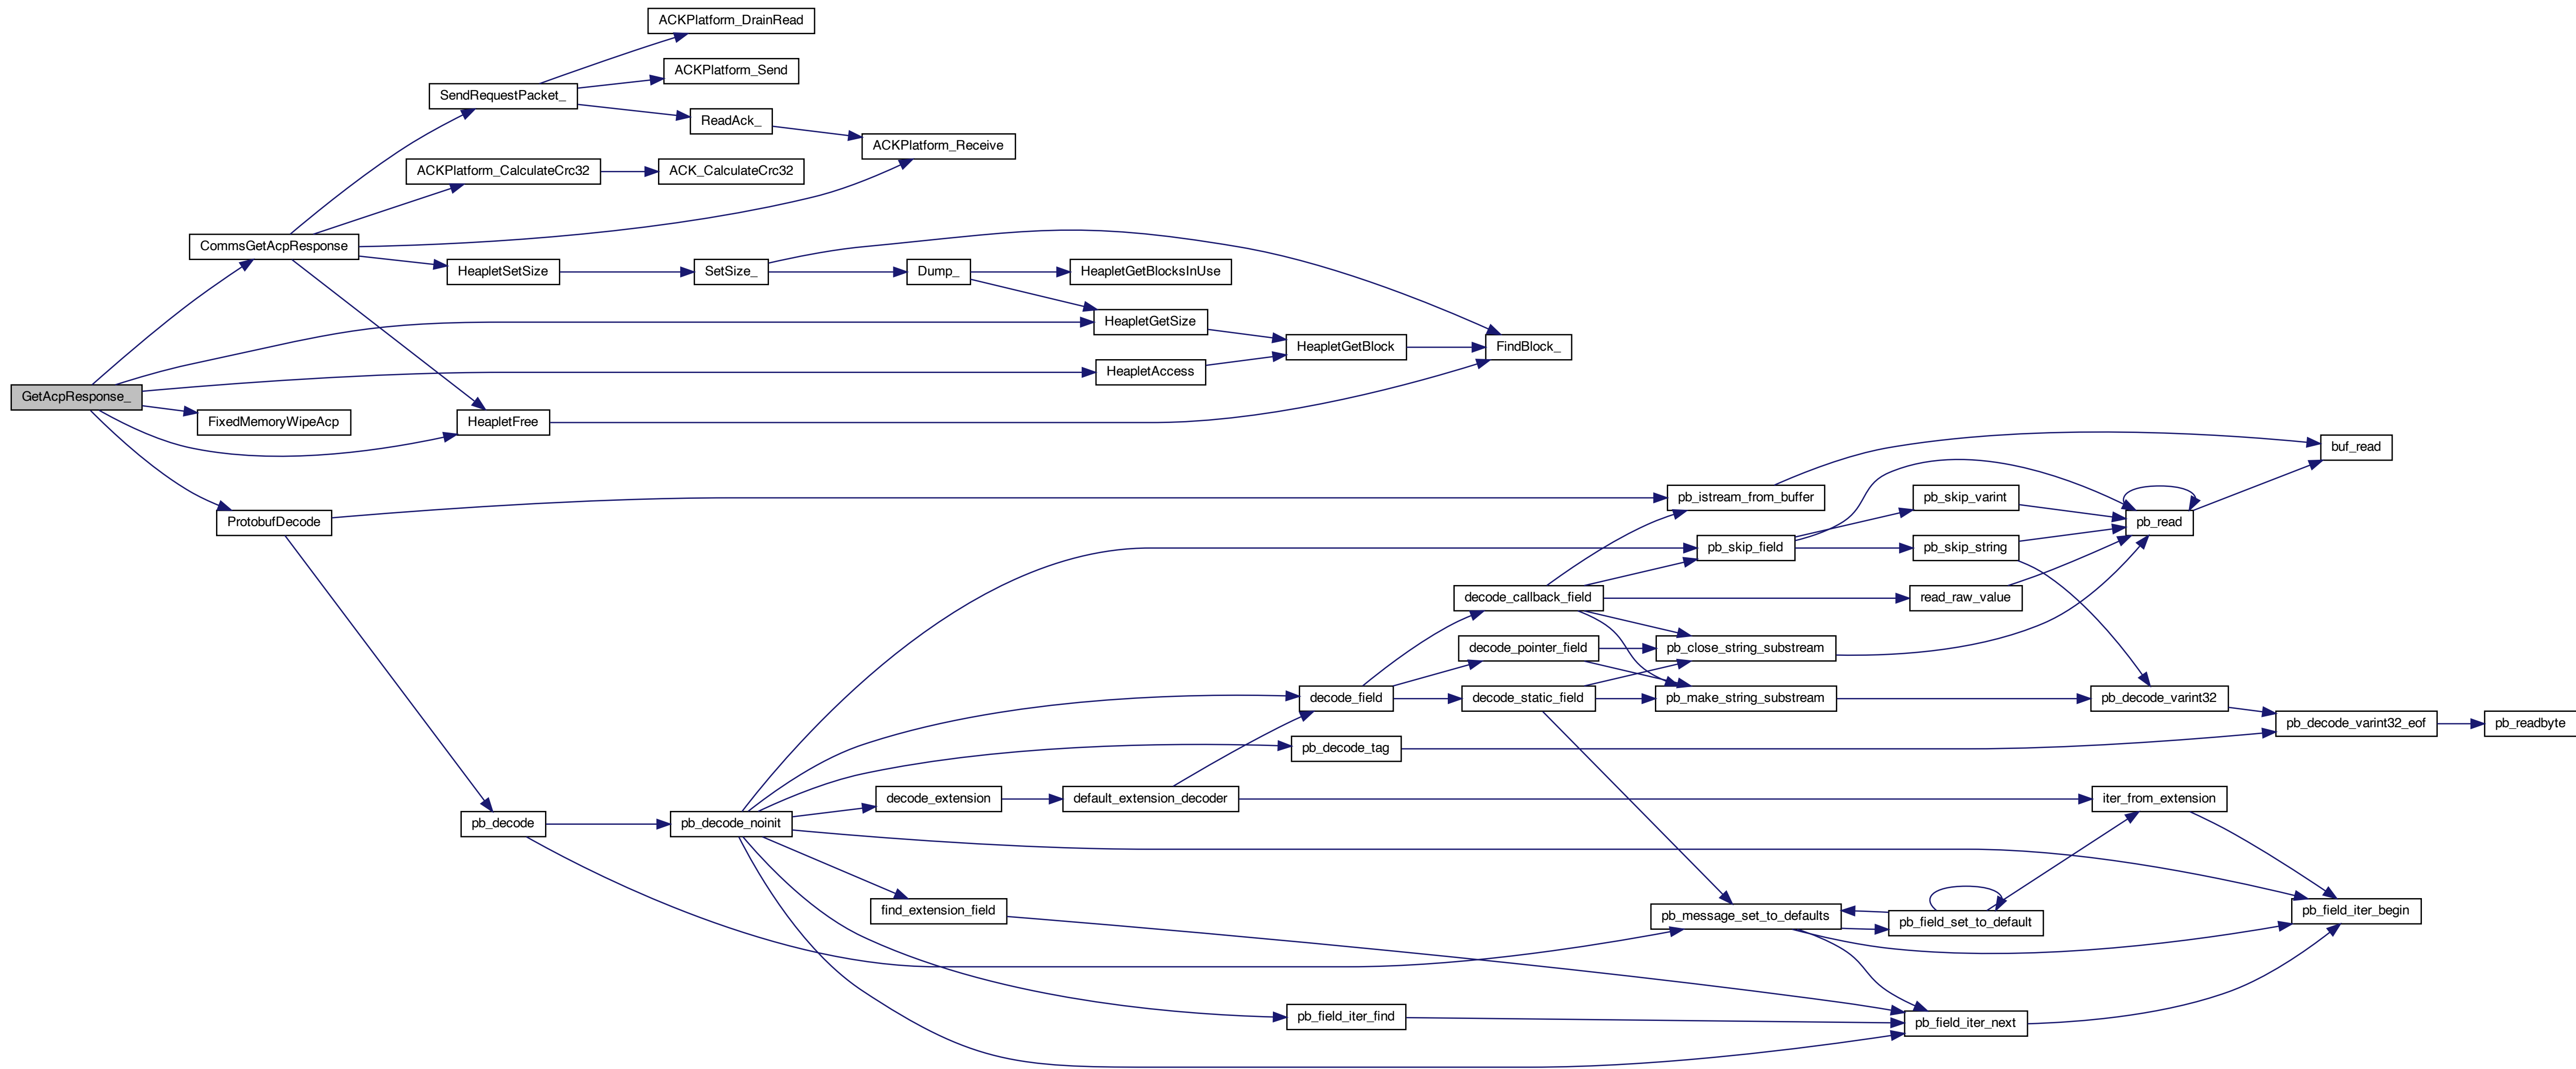 ACKPlatform_DrainRead
ACKPlatform_Send
SendRequestPacket_
ReadAck_
ACKPlatform_Receive
ACKPlatform_CalculateCrc32
ACK_CalculateCrc32
CommsGetAcpResponse
HeapletSetSize
SetSize_
Dump_
HeapletGetBlocksInUse
HeapletGetSize
HeapletGetBlock
FindBlock_
HeapletAccess
GetAcpResponse_
FixedMemoryWipeAcp
HeapletFree
buf_read
pb_istream_from_buffer
pb_skip_varint
ProtobufDecode
pb_read
pb_skip_field
pb_skip_string
decode_callback_field
read_raw_value
decode_pointer_field
pb_close_string_substream
decode_field
decode_static_field
pb_make_string_substream
pb_decode_varint32
pb_decode_varint32_eof
pb_readbyte
pb_decode_tag
decode_extension
default_extension_decoder
iter_from_extension
pb_decode
pb_decode_noinit
find_extension_field
pb_message_set_to_defaults
pb_field_set_to_default
pb_field_iter_begin
pb_field_iter_find
pb_field_iter_next